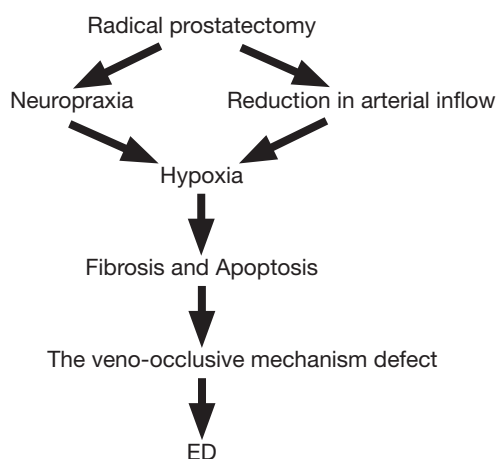 Radical prostatectomy
Neuropraxia
Reduction in arterial inflow
Hypoxia
Fibrosis and Apoptosis
The veno-occlusive mechanism defect
ED